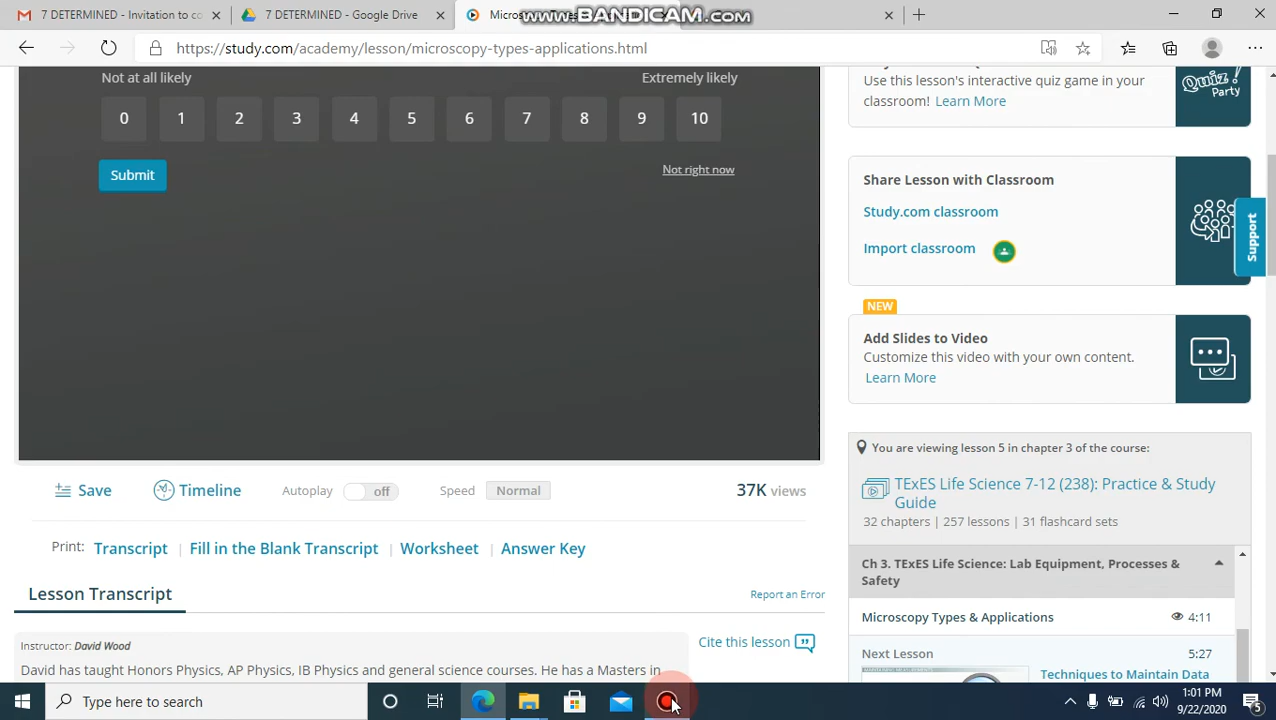 7 DETERMINED - Invitation to co
7 DETERMINED - Google Drive
Micros
WWW.BANDICAM.COM
https://study.com/academy/lesson/microscopy-types-applications.html
Not at all likely
Extremely likely
0 1 2 3 4 5 6 7 8 9 10
Submit
Not right now
Use this lesson's interactive quiz game in your
classroom! Learn More
Quiz!
Party
Share Lesson with Classroom
Study.com classroom
Import classroom
Support
NEW
Add Slides to Video
Customize this video with your own content.
Learn More
You are viewing lesson 5 in chapter 3 of the course:
TExES Life Science 7-12 (238): Practice & Study
Guide
32 chapters | 257 lessons | 31 flashcard sets
Ch 3. TExES Life Science: Lab Equipment, Processes &
Safety
Microscopy Types & Applications 4:11
Next Lesson 5:27
Techniques to Maintain Data
Save Timeline Autoplay off Speed Normal 37K views
Print: Transcript | Fill in the Blank Transcript | Worksheet | Answer Key
Lesson Transcript
Report an Error
Instructor: David Wood
Cite this lesson
David has taught Honors Physics, AP Physics, IB Physics and general science courses. He has a Masters in
Type here to search
1:01 PM
9/22/2020
5